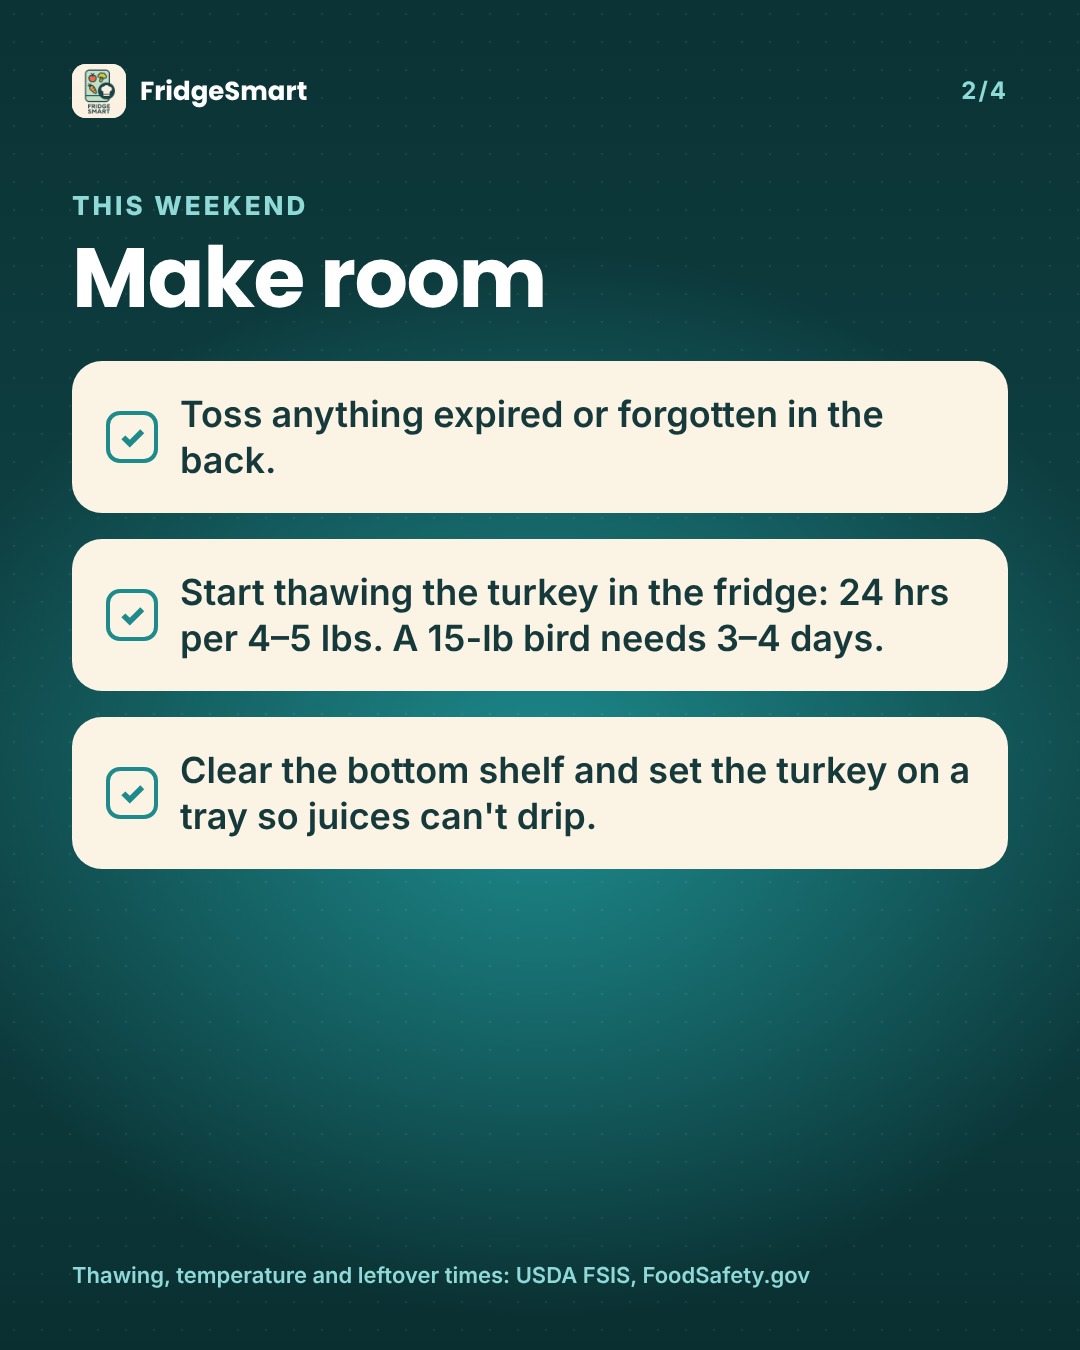 FRIDGE
SMART
FridgeSmart
2/4
THIS WEEKEND
Make room
Toss anything expired or forgotten in the
back.
Start thawing the turkey in the fridge: 24 hrs
per 4–5 lbs. A 15-lb bird needs 3–4 days.
Clear the bottom shelf and set the turkey on a
tray so juices can't drip.
Thawing, temperature and leftover times: USDA FSIS, FoodSafety.gov